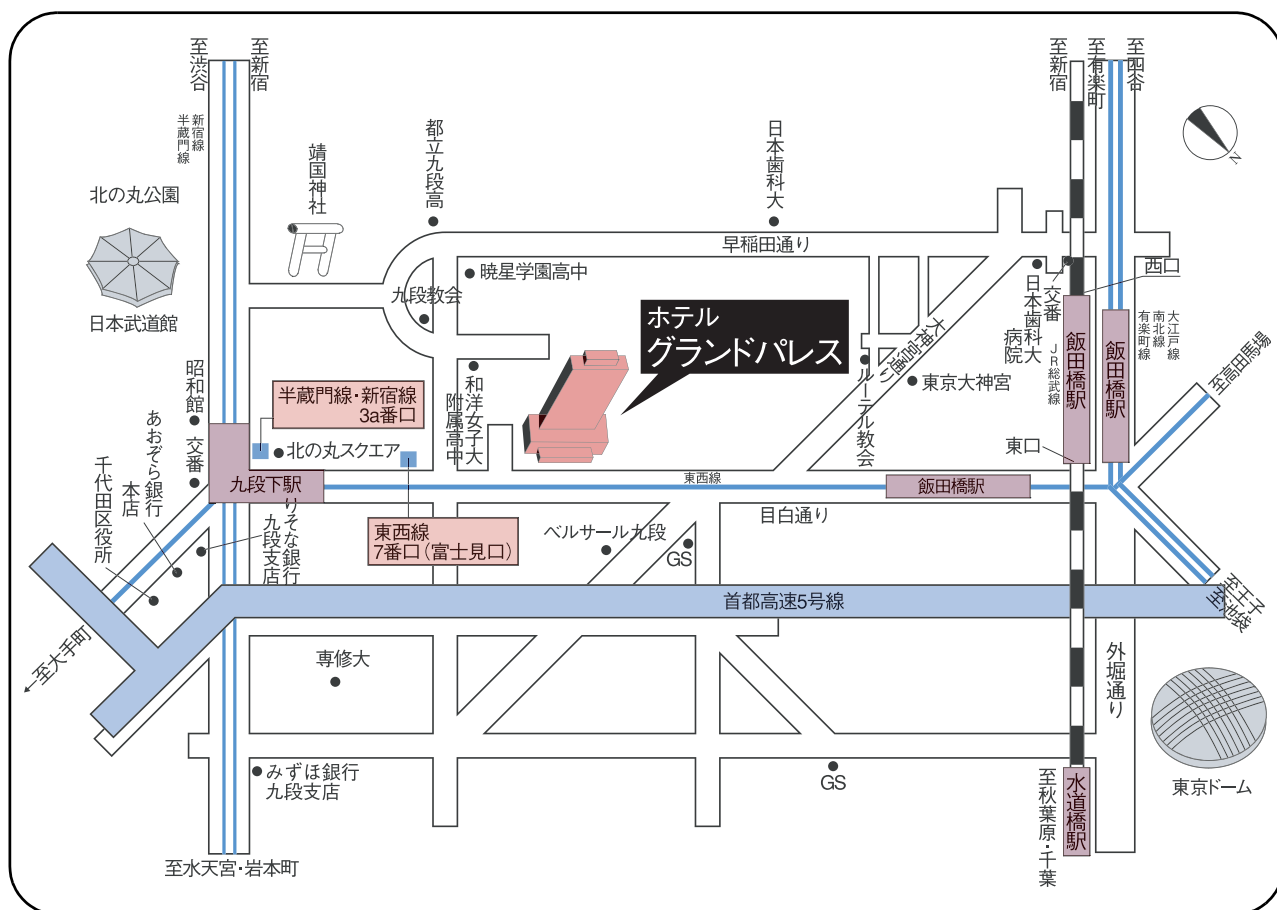 至渋谷
至新宿
至新宿
至有楽町
至四谷
新宿線
半蔵門線
北の丸公園
日本武道館
靖国神社
都立九段高
日本歯科大
N
早稲田通り
暁星学園高中
九段教会
ホテル
グランドパレス
大神宮通り
ルーテル教会
東京大神宮
日本歯科大
病院
交番
西口
JR総武線
飯田橋駅
飯田橋駅
大江戸線
南北線
有楽町線
至高田馬場
東口
昭和館
交番
あおぞら銀行
本店
千代田区役所
半蔵門線・新宿線
3a番口
北の丸スクエア
和洋女子大
附属高中
九段下駅
東西線
飯田橋駅
目白通り
りそな銀行
九段支店
東西線
7番口(富士見口)
ベルサール九段
GS
首都高速5号線
至王子
至池袋
←至大手町
専修大
外堀通り
東京ドーム
みずほ銀行
九段支店
GS
水道橋駅
至秋葉原・千葉
至水天宮・岩本町